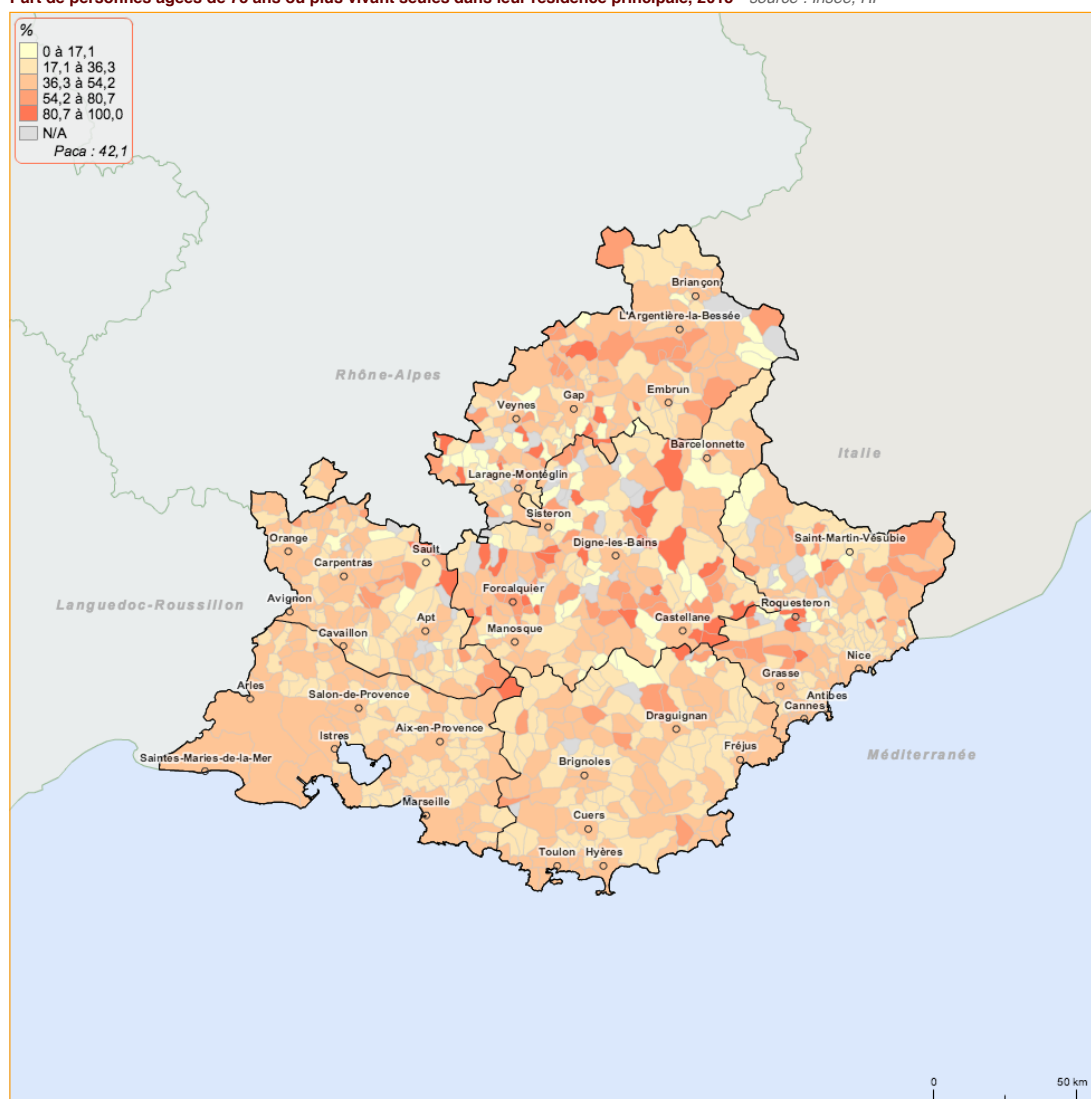 Part de personnes âgées de 75 ans ou plus vivant seules dans leur résidence principale, source : Insee, RP
%
0 à 17,1
17,1 à 36,3
36,3 à 54,2
54,2 à 80,7
80,7 à 100,0
N/A
Paca : 42,1
Briançon
L'Argentière-la-Bessée
Rhône-Alpes
Embrun
Gap
Veynes
Barcelonnette
Italie
Laragne-Montéglin
Sisteron
Orange
Saint-Martin-Vésubie
Sault
Digne-les-Bains
Carpentras
Languedoc-Roussillon
Forcalquier
Avignon
Roquesteron
Apt
Castellane
Cavaillon
Manosque
Nice
Grasse
Arles
Salon-de-Provence
Antibes
Cannes
Draguignan
Aix-en-Provence
Istres
Fréjus
Saintes-Maries-de-la-Mer
Méditerranée
Brignoles
Marseille
Cuers
Toulon
Hyères
0
50 km